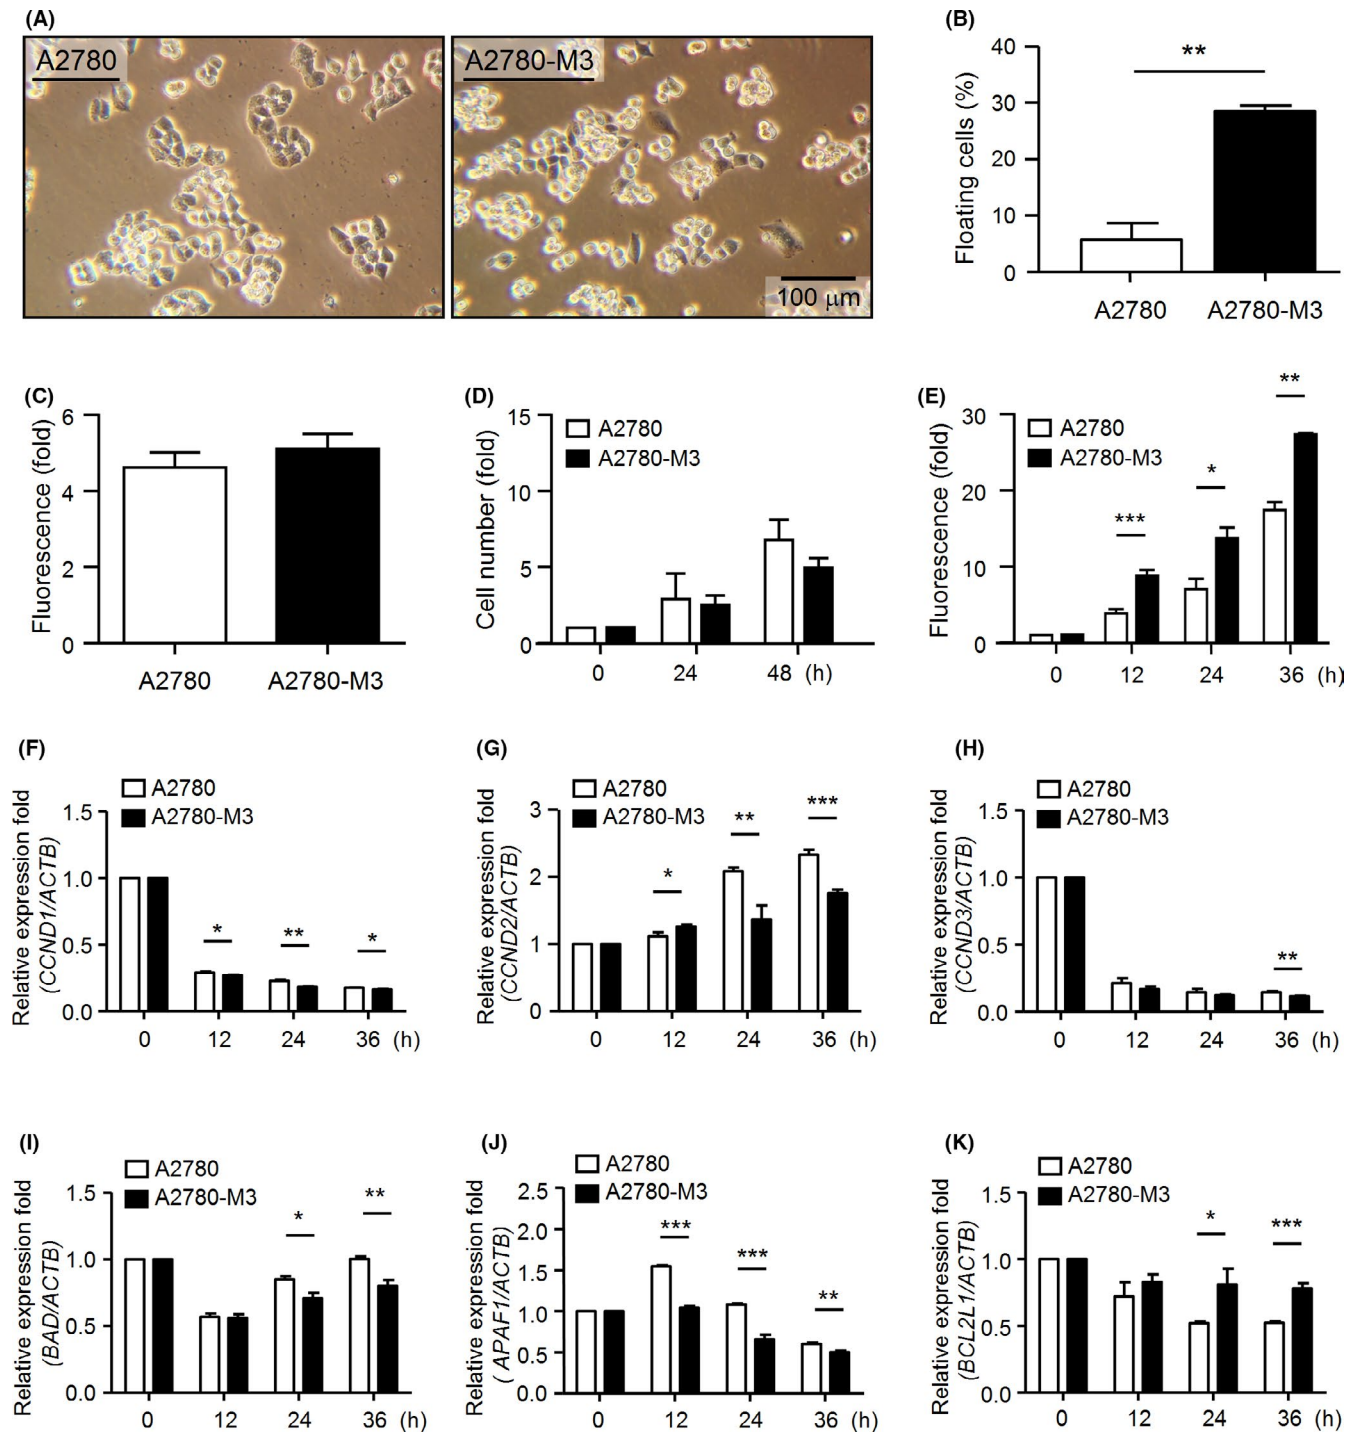 (A)
A2780
A2780-M3
100 μm
(B)
Floating cells (%)
40
30
20
10
0
**
A2780
A2780-M3
(C)
Fluorescence (fold)
6
4
2
0
A2780
A2780-M3
(D)
Cell number (fold)
15
10
5
0
A2780
A2780-M3
0 24 48 (h)
(E)
Fluorescence (fold)
30
20
10
0
A2780
A2780-M3
***
*
**
0 12 24 36 (h)
(F)
Relative expression fold
(CCND1/ACTB)
1.5
1.0
0.5
0.0
A2780
A2780-M3
*
**
*
0 12 24 36 (h)
(G)
Relative expression fold
(CCND2/ACTB)
3
2
1
0
A2780
A2780-M3
*
**
***
0 12 24 36 (h)
(H)
Relative expression fold
(CCND3/ACTB)
1.5
1.0
0.5
0.0
A2780
A2780-M3
**
0 12 24 36 (h)
(I)
Relative expression fold
(BAD/ACTB)
1.5
1.0
0.5
0.0
A2780
A2780-M3
*
**
0 12 24 36 (h)
(J)
Relative expression fold
( APAF1/ACTB)
2.5
2.0
1.5
1.0
0.5
0.0
A2780
A2780-M3
***
***
**
0 12 24 36 (h)
(K)
Relative expression fold
(BCL2L1/ACTB)
1.5
1.0
0.5
0.0
A2780
A2780-M3
*
***
0 12 24 36 (h)